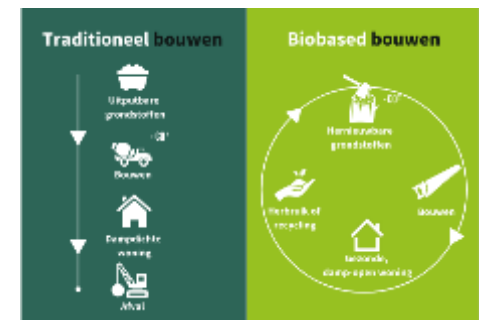 Traditioneel bouwen
Uitputbare
grondstoffen
Bouwen
Dampdichte
woning
Afval
Biobased bouwen
Hernieuwbare
grondstoffen
Bouwen
Gezonde,
damp-open woning
Herbruik of
recycling